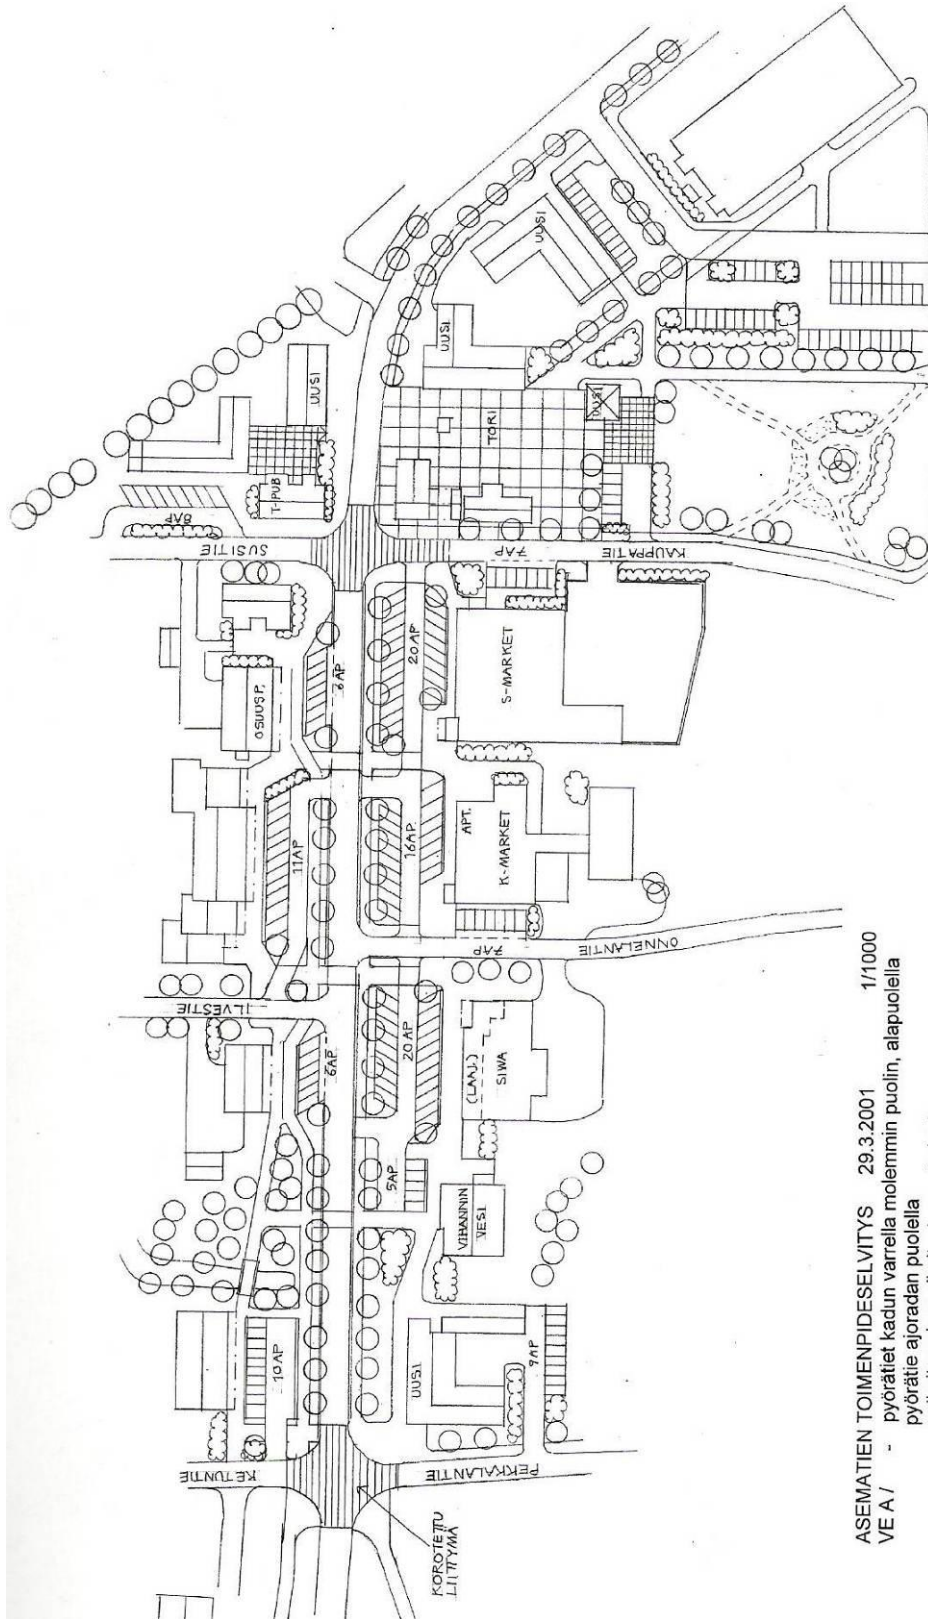 8AP
SUSITIE
T-PUB
UUSI
OSUUSP.
ILVESTIE
KETUNTIE
10AP
6AP
11AP
6AP
5AP
20AP
16AP
20AP
UUSI
VIHANNIN
VESI
(LAAJ.)
SIWA
7AP
APT.
K-MARKET
S-MARKET
7AP
TORI
UUSI
UUSI
UUSI
KAUPPATIE
ONNELANTIE
9AP
PEKKALANTIE
KOROTETTU
LIITTYMÄ
ASEMATIEN TOIMENPIDESELVITYS 29.3.2001 1/1000
VE A / - pyörätiet kadun varrella molemmin puolin, alapuolella
pyörätie ajoradan puolella